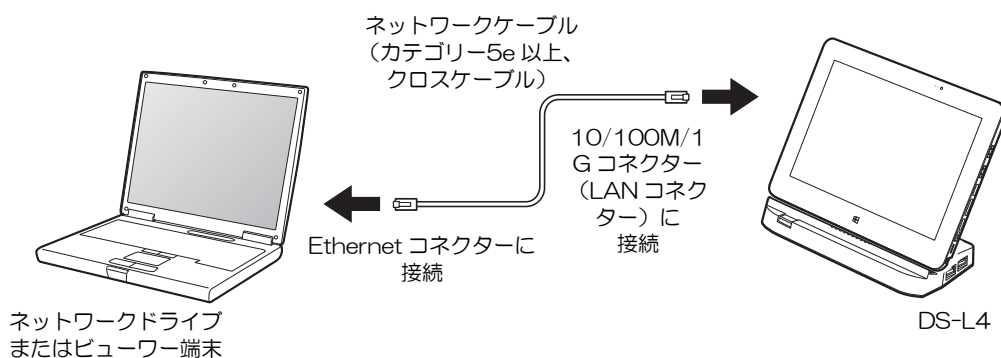 ネットワークケーブル
(カテゴリー5e 以上、
クロスケーブル)
10/100M/1
G コネクター
(LAN コネク
ター)に
接続
Ethernet コネクターに
接続
ネットワークドライブ
またはビューワー端末
DS-L4